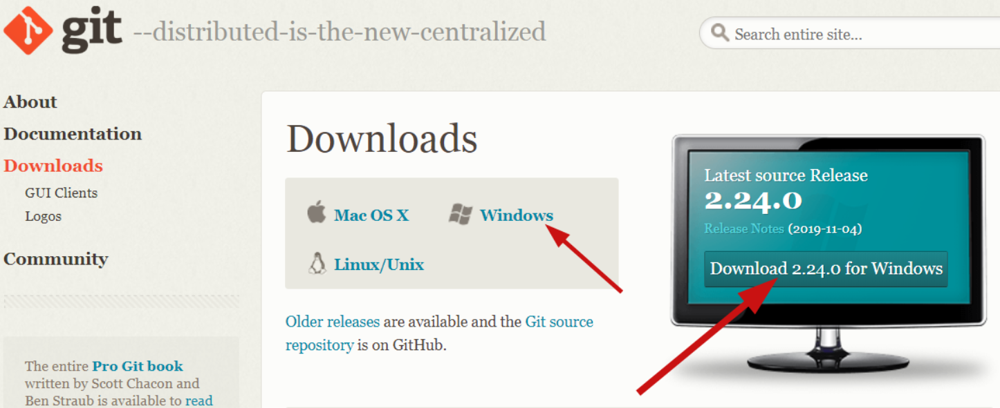 git --distributed-is-the-new-centralized
Search entire site...
About
Documentation
Downloads
GUI Clients
Logos
Community
The entire Pro Git book
written by Scott Chacon and
Ben Straub is available to read
Downloads
Mac OS X
Windows
Linux/Unix
Older releases are available and the Git source
repository is on GitHub.
Latest source Release
2.24.0
Release Notes (2019-11-04)
Download 2.24.0 for Windows